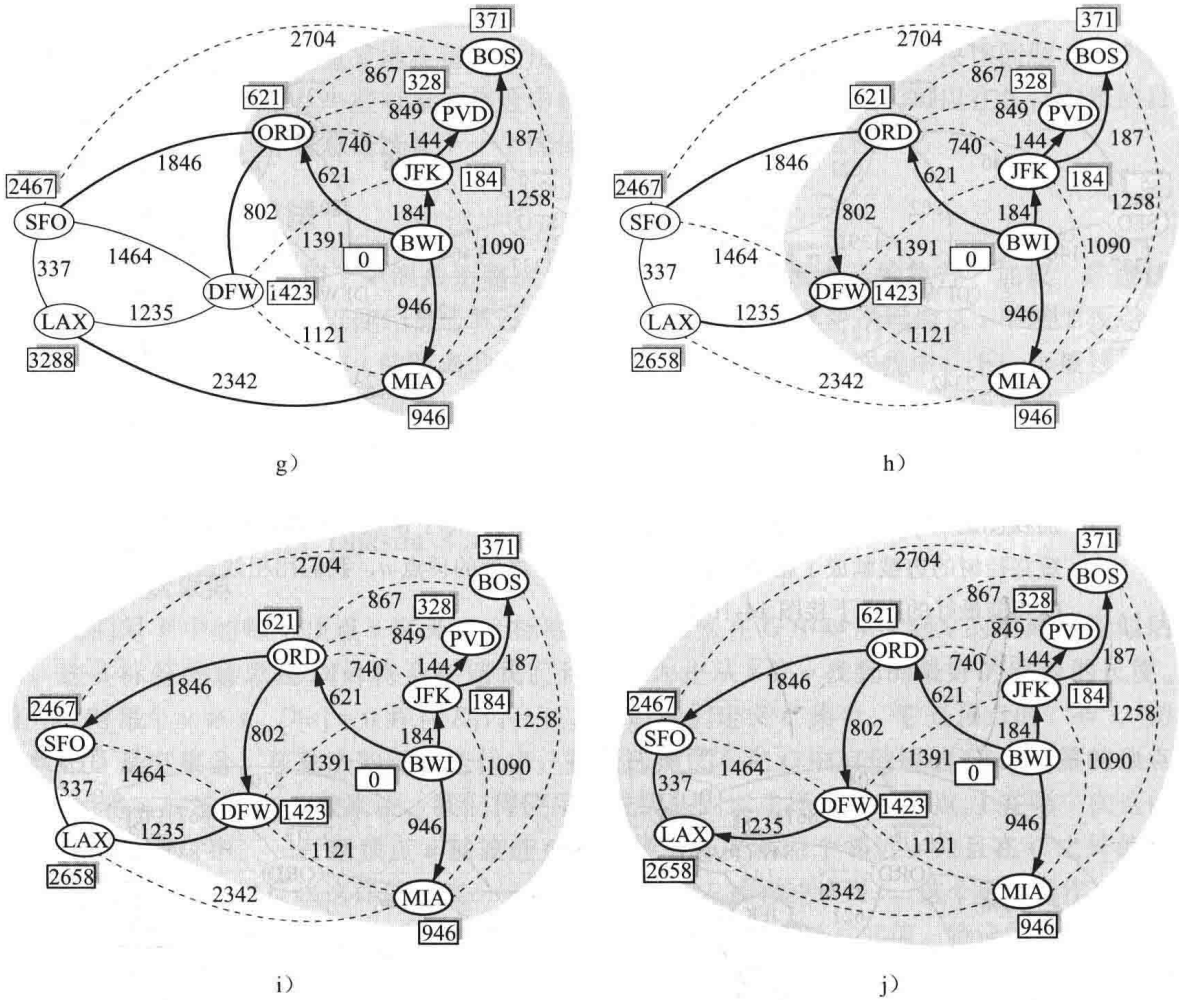 371
2704
BOS
867
328
621
849
PVD
ORD
144
187
740
1846
JFK
2467
621
184
1258
SFO
802
184
1464
1391
BWI
1090
337
0
DFW
1423
946
LAX
1235
1121
3288
2342
MIA
946
g）
371
2704
BOS
867
328
621
849
PVD
ORD
144
187
740
1846
JFK
2467
621
184
1258
SFO
802
184
1464
1391
BWI
1090
337
0
DFW
1423
946
LAX
1235
1121
2658
2342
MIA
946
h）
371
2704
BOS
867
328
621
849
PVD
ORD
144
187
740
1846
JFK
2467
621
184
1258
SFO
802
184
1464
1391
BWI
1090
337
0
DFW
1423
946
LAX
1235
1121
2658
2342
MIA
946
i）
371
2704
BOS
867
328
621
849
PVD
ORD
144
187
740
1846
JFK
2467
621
184
1258
SFO
802
184
1464
1391
BWI
1090
337
0
DFW
1423
946
LAX
1235
1121
2658
2342
MIA
946
j）